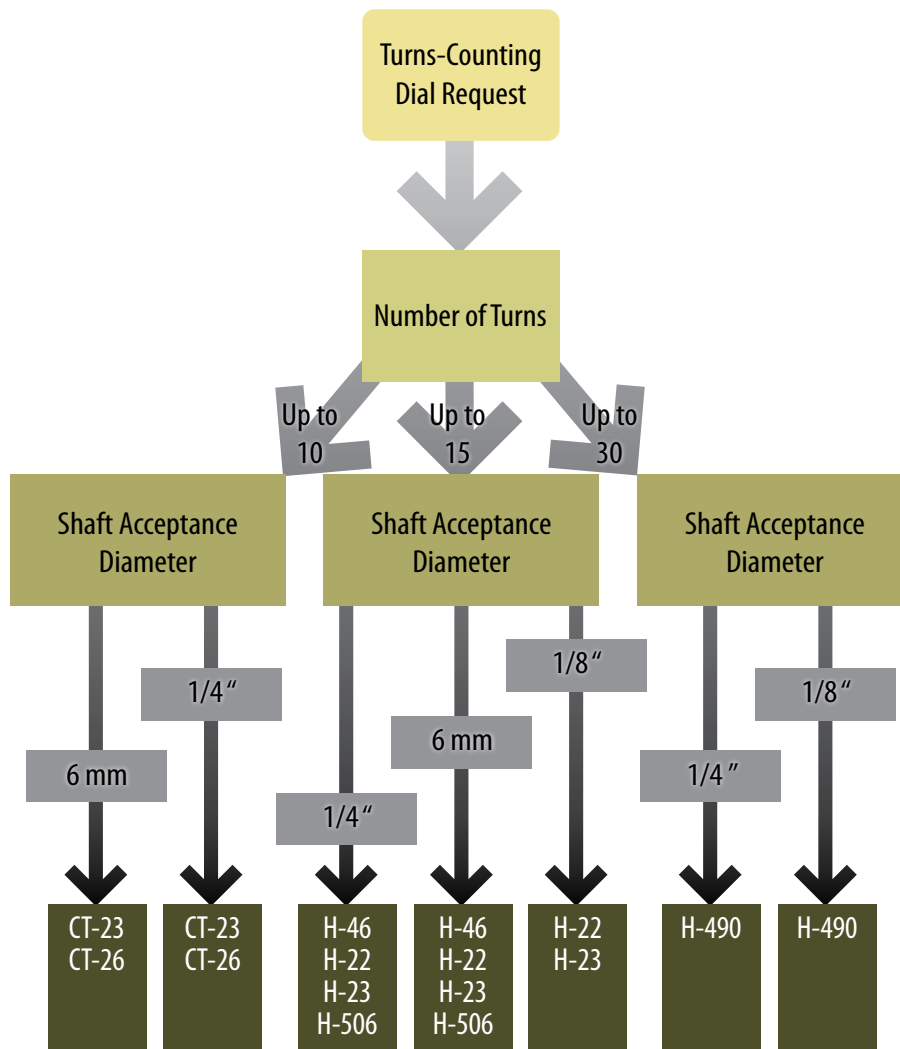 Turns-Counting
Dial Request
Number of Turns
Up to
10
Up to
15
Up to
30
Shaft Acceptance
Diameter
Shaft Acceptance
Diameter
Shaft Acceptance
Diameter
6 mm
1/4“
1/4“
6 mm
1/8“
1/4”
1/8“
CT-23
CT-26
CT-23
CT-26
H-46
H-22
H-23
H-506
H-46
H-22
H-23
H-506
H-22
H-23
H-490
H-490